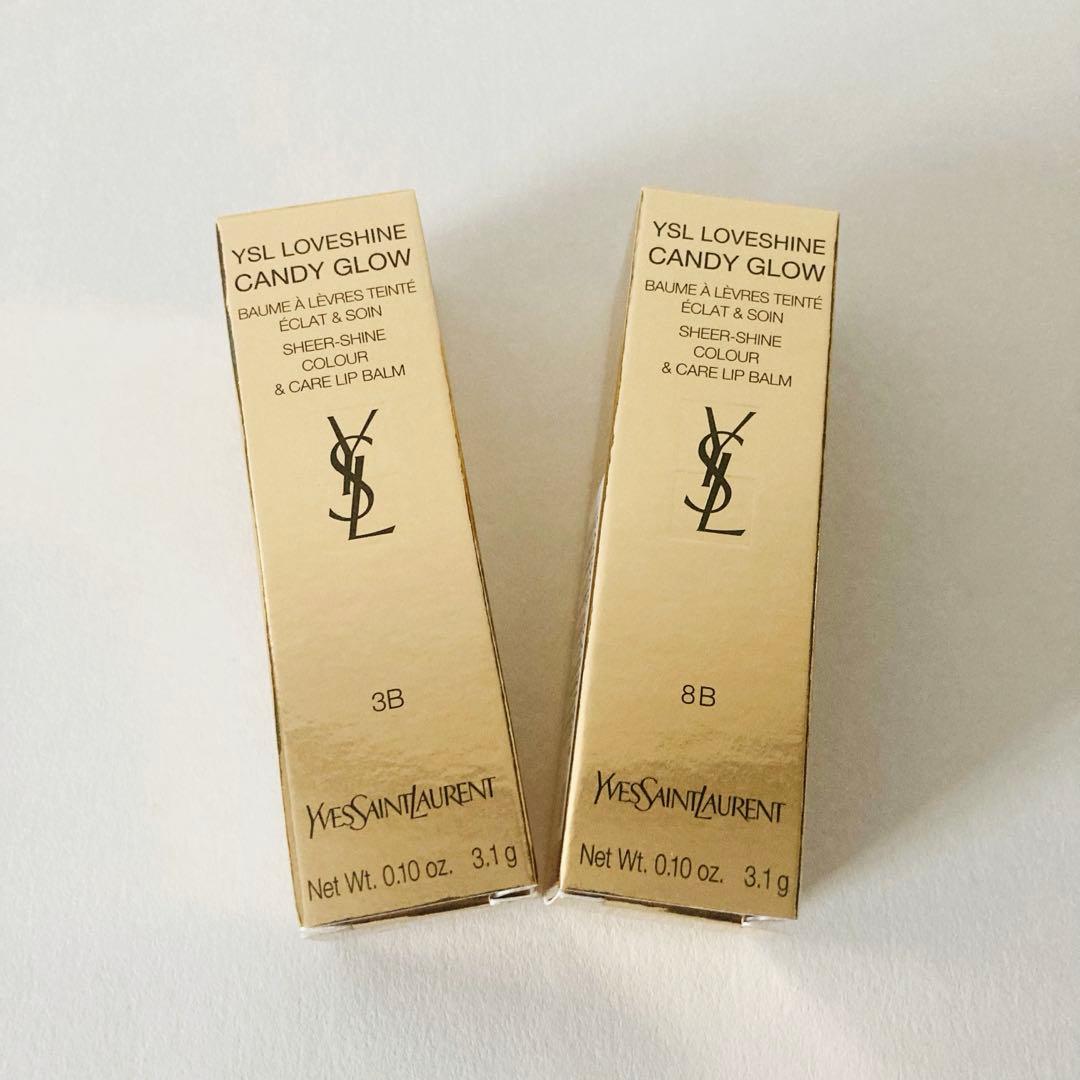 YSL LOVESHINE
CANDY GLOW
BAUME À LÈVRES TEINTÉ
ÉCLAT & SOIN
SHEER-SHINE
COLOUR
& CARE LIP BALM
YSL
3B
YVESSAINTLAURENT
Net Wt. 0.10 oz. 3.1 g
YSL LOVESHINE
CANDY GLOW
BAUME À LÈVRES TEINTÉ
ÉCLAT & SOIN
SHEER-SHINE
COLOUR
& CARE LIP BALM
YSL
8B
YVESSAINTLAURENT
Net Wt. 0.10 oz. 3.1 g